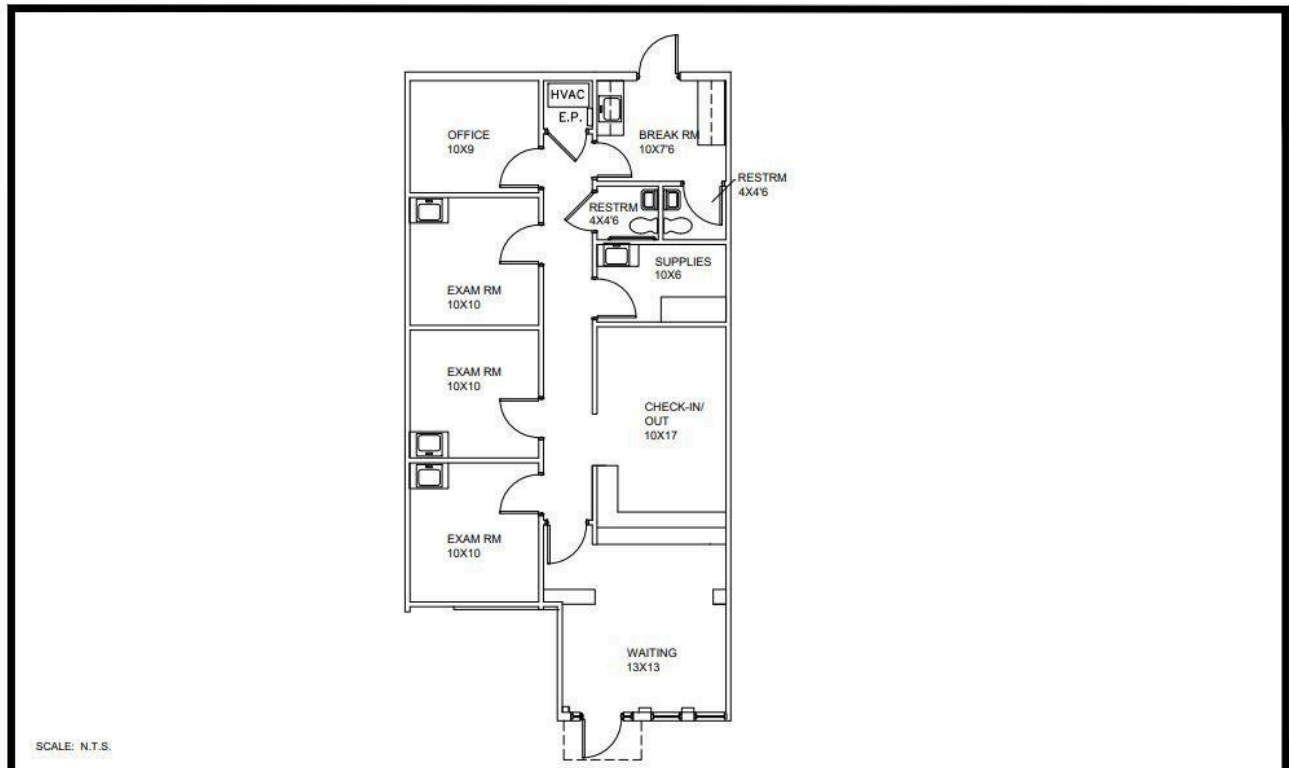 HVAC
E.P.
OFFICE
10X9
BREAK RM
10X7'6
RESTRM
4X4'6
RESTRM
4X4'6
SUPPLIES
10X6
EXAM RM
10X10
EXAM RM
10X10
CHECK-IN/
OUT
10X17
EXAM RM
10X10
WAITING
13X13
SCALE: N.T.S.